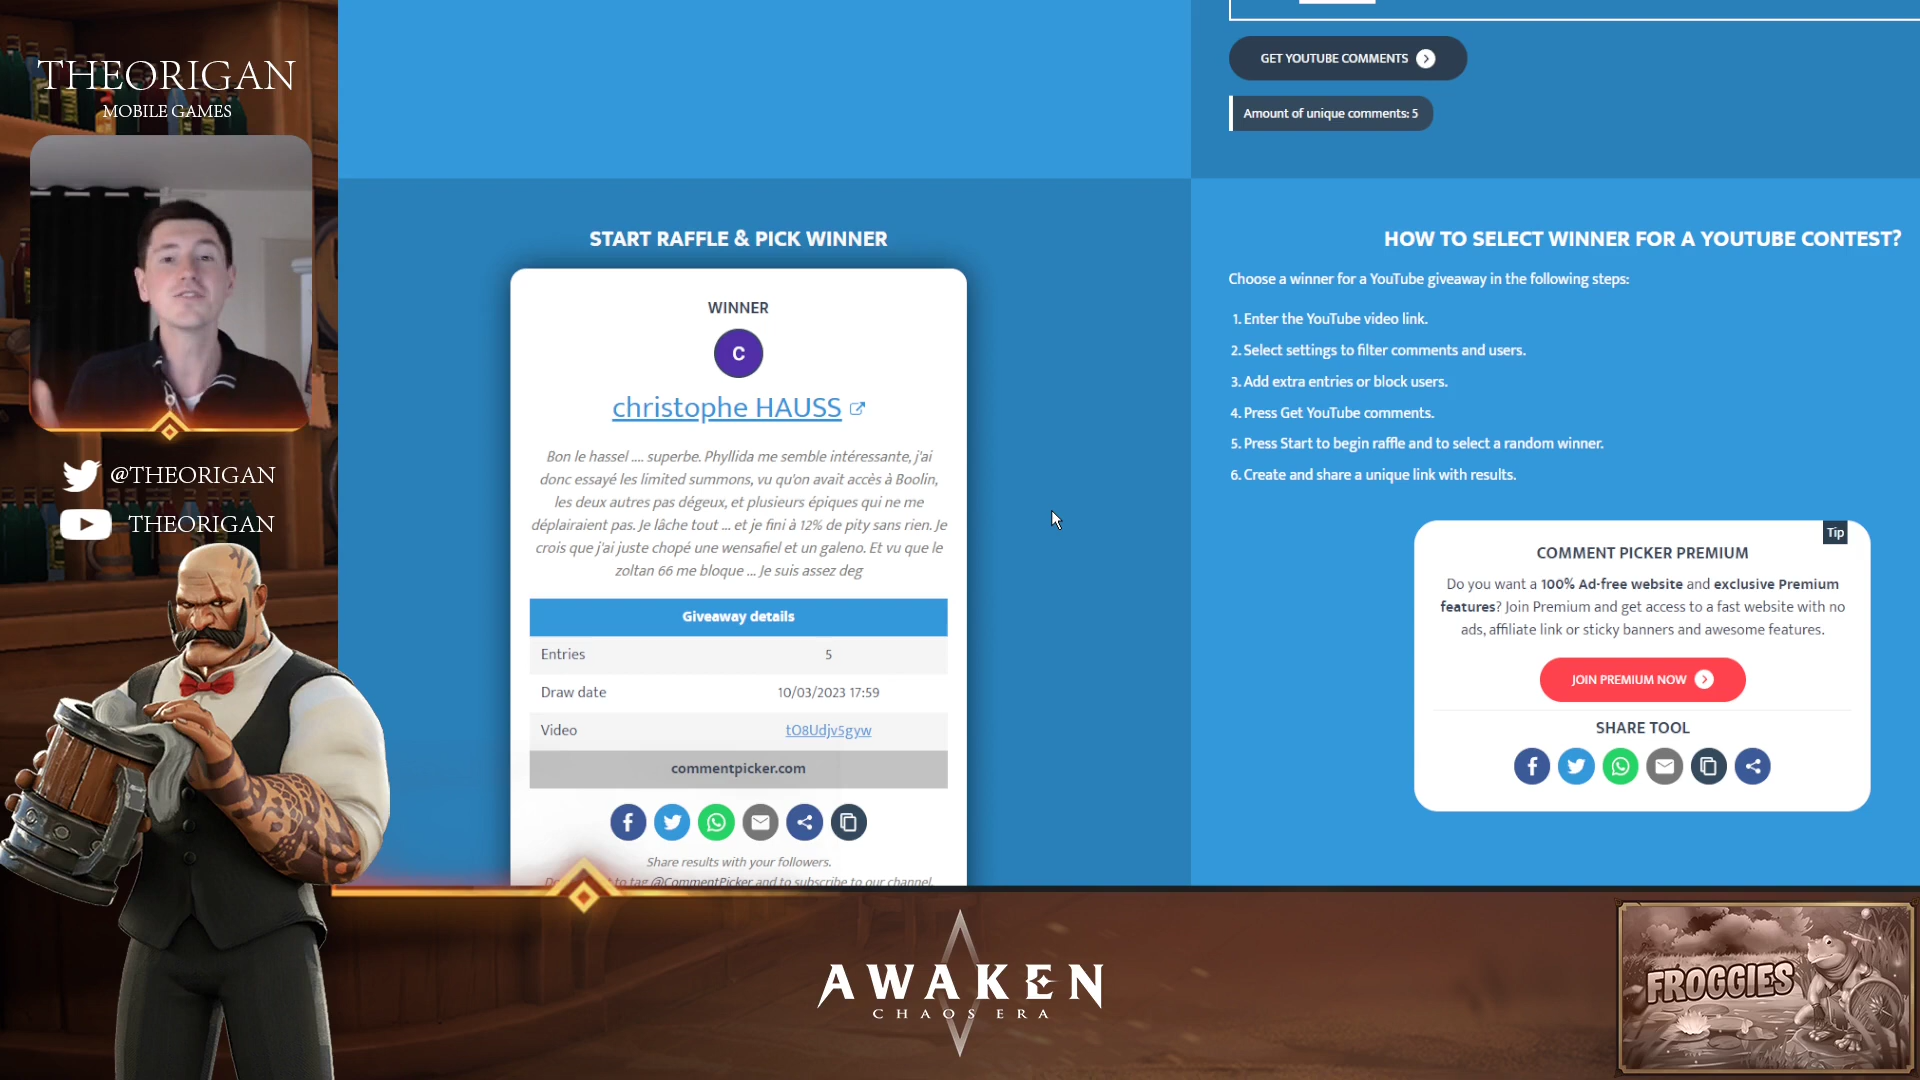 THEORIGAN
MOBILE GAMES
@THEORIGAN
THEORIGAN
GET YOUTUBE COMMENTS
Amount of unique comments: 5
START RAFFLE & PICK WINNER
WINNER
C
christophe HAUSS
Bon le hassel .... superbe. Phyllida me semble intéressante, j'ai
donc essayé les limited summons, vu qu'on avait accès à Boolin,
les deux autres pas dégeux, et plusieurs épiques qui ne me
déplairaient pas. Je lâche tout ... et je fini à 12% de pity sans rien. Je
crois que j'ai juste chopé une wensafiel et un galeno. Et vu que le
zoltan 66 me bloque ... Je suis assez deg
Giveaway details
Entries 5
Draw date 10/03/2023 17:59
Video tO8Udjv5gyw
commentpicker.com
Share results with your followers.
to tag @CommentPicker and to subscribe to our channel.
HOW TO SELECT WINNER FOR A YOUTUBE CONTEST?
Choose a winner for a YouTube giveaway in the following steps:
1. Enter the YouTube video link.
2. Select settings to filter comments and users.
3. Add extra entries or block users.
4. Press Get YouTube comments.
5. Press Start to begin raffle and to select a random winner.
6. Create and share a unique link with results.
Tip
COMMENT PICKER PREMIUM
Do you want a 100% Ad-free website and exclusive Premium
features? Join Premium and get access to a fast website with no
ads, affiliate link or sticky banners and awesome features.
JOIN PREMIUM NOW
SHARE TOOL
AWAKEN
CHAOS ERA
FROGGIES